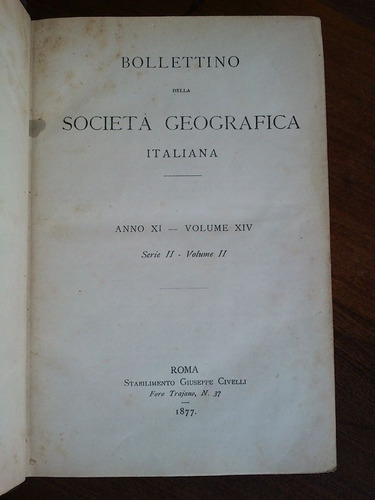 BOLLETTINO
DELLA
SOCIETÀ GEOGRAFICA
ITALIANA
ANNO XI — VOLUME XIV
Serie II - Volume II
ROMA
STABILIMENTO GIUSEPPE CIVELLI
Foro Trajano, N. 37
1877.